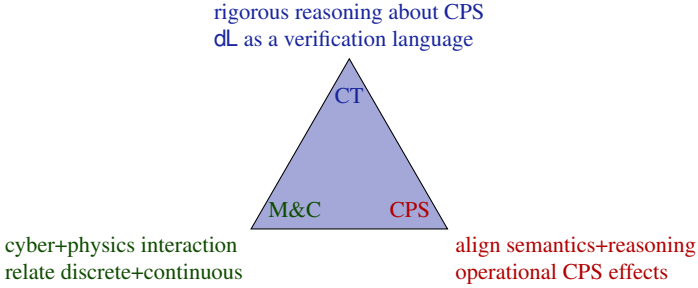 rigorous reasoning about CPS
dL as a verification language
CT
M&C
CPS
cyber+physics interaction
relate discrete+continuous
align semantics+reasoning
operational CPS effects